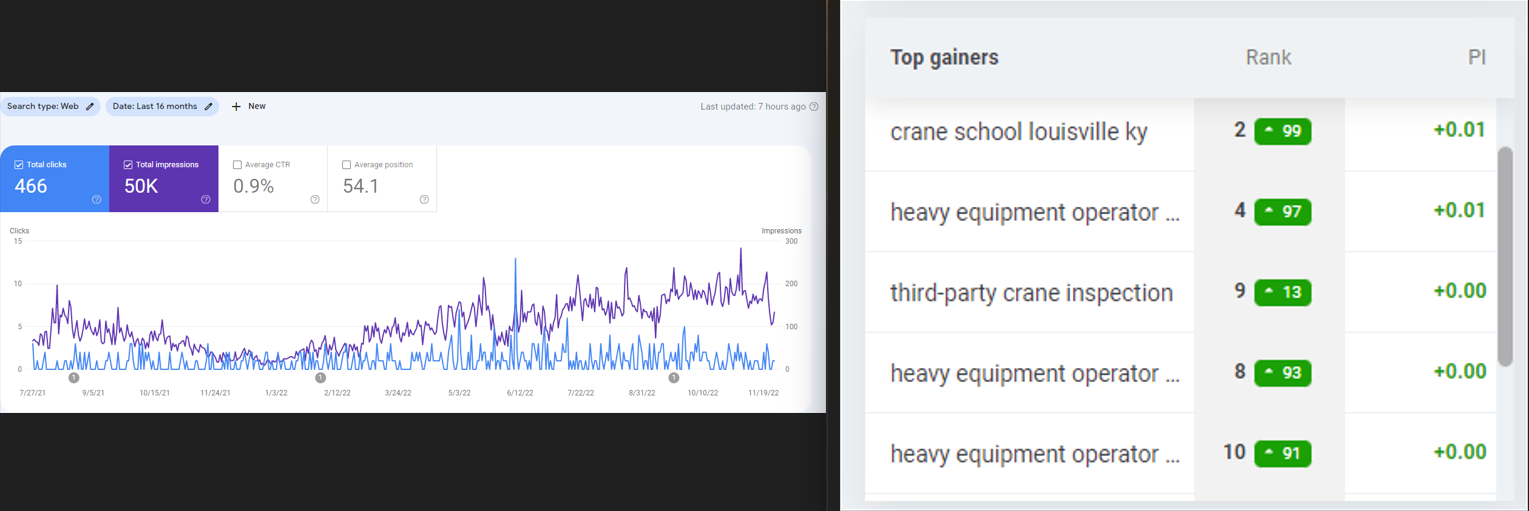 Search type: Web Date: Last 16 months + New Last updated: 7 hours ago
Total clicks Total impressions Average CTR Average position
466 50K 0.9% 54.1
Clicks Impressions
15 300
10 200
5 100
0 0
1 1 1
7/27/21 9/5/21 10/15/21 11/24/21 1/3/22 2/12/22 3/24/22 5/3/22 6/12/22 7/22/22 8/31/22 10/10/22 11/19/22
Top gainers Rank PI
crane school louisville ky 2 99 +0.01
heavy equipment operator ... 4 97 +0.01
third-party crane inspection 9 13 +0.00
heavy equipment operator ... 8 93 +0.00
heavy equipment operator ... 10 91 +0.00